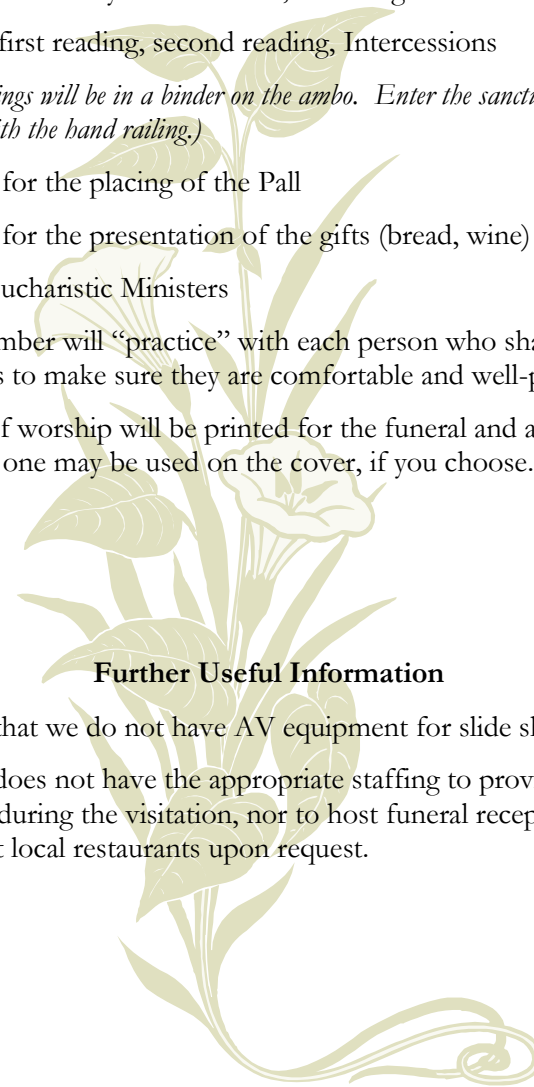 first reading, second reading, Intercessions
ings will be in a binder on the ambo. Enter the sanctu
ith the hand railing.)
for the placing of the Pall
for the presentation of the gifts (bread, wine)
ucharistic Ministers
mber will “practice” with each person who sha
s to make sure they are comfortable and well-p
f worship will be printed for the funeral and a
one may be used on the cover, if you choose.
Further Useful Information
that we do not have AV equipment for slide sl
does not have the appropriate staffing to prov
during the visitation, nor to host funeral recep
t local restaurants upon request.